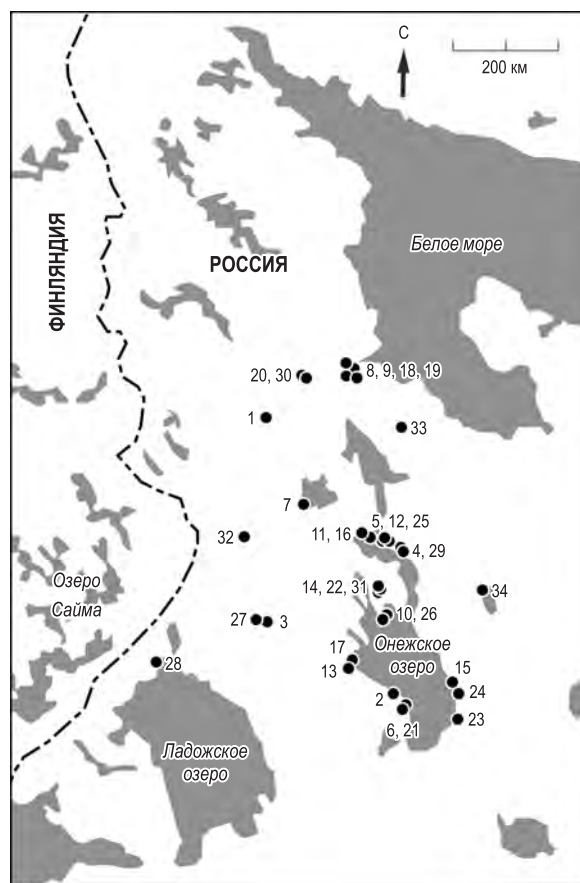 С
200 км
ФИНЛЯНДИЯ
РОССИЯ
Белое море
20, 30
8, 9, 18, 19
1
33
7
5, 12, 25
11, 16
4, 29
32
14, 22, 31
34
Озеро
Сайма
10, 26
27
3
Онежское
озеро
17
28
13
15
2
24
6, 21
23
Ладожское
озеро